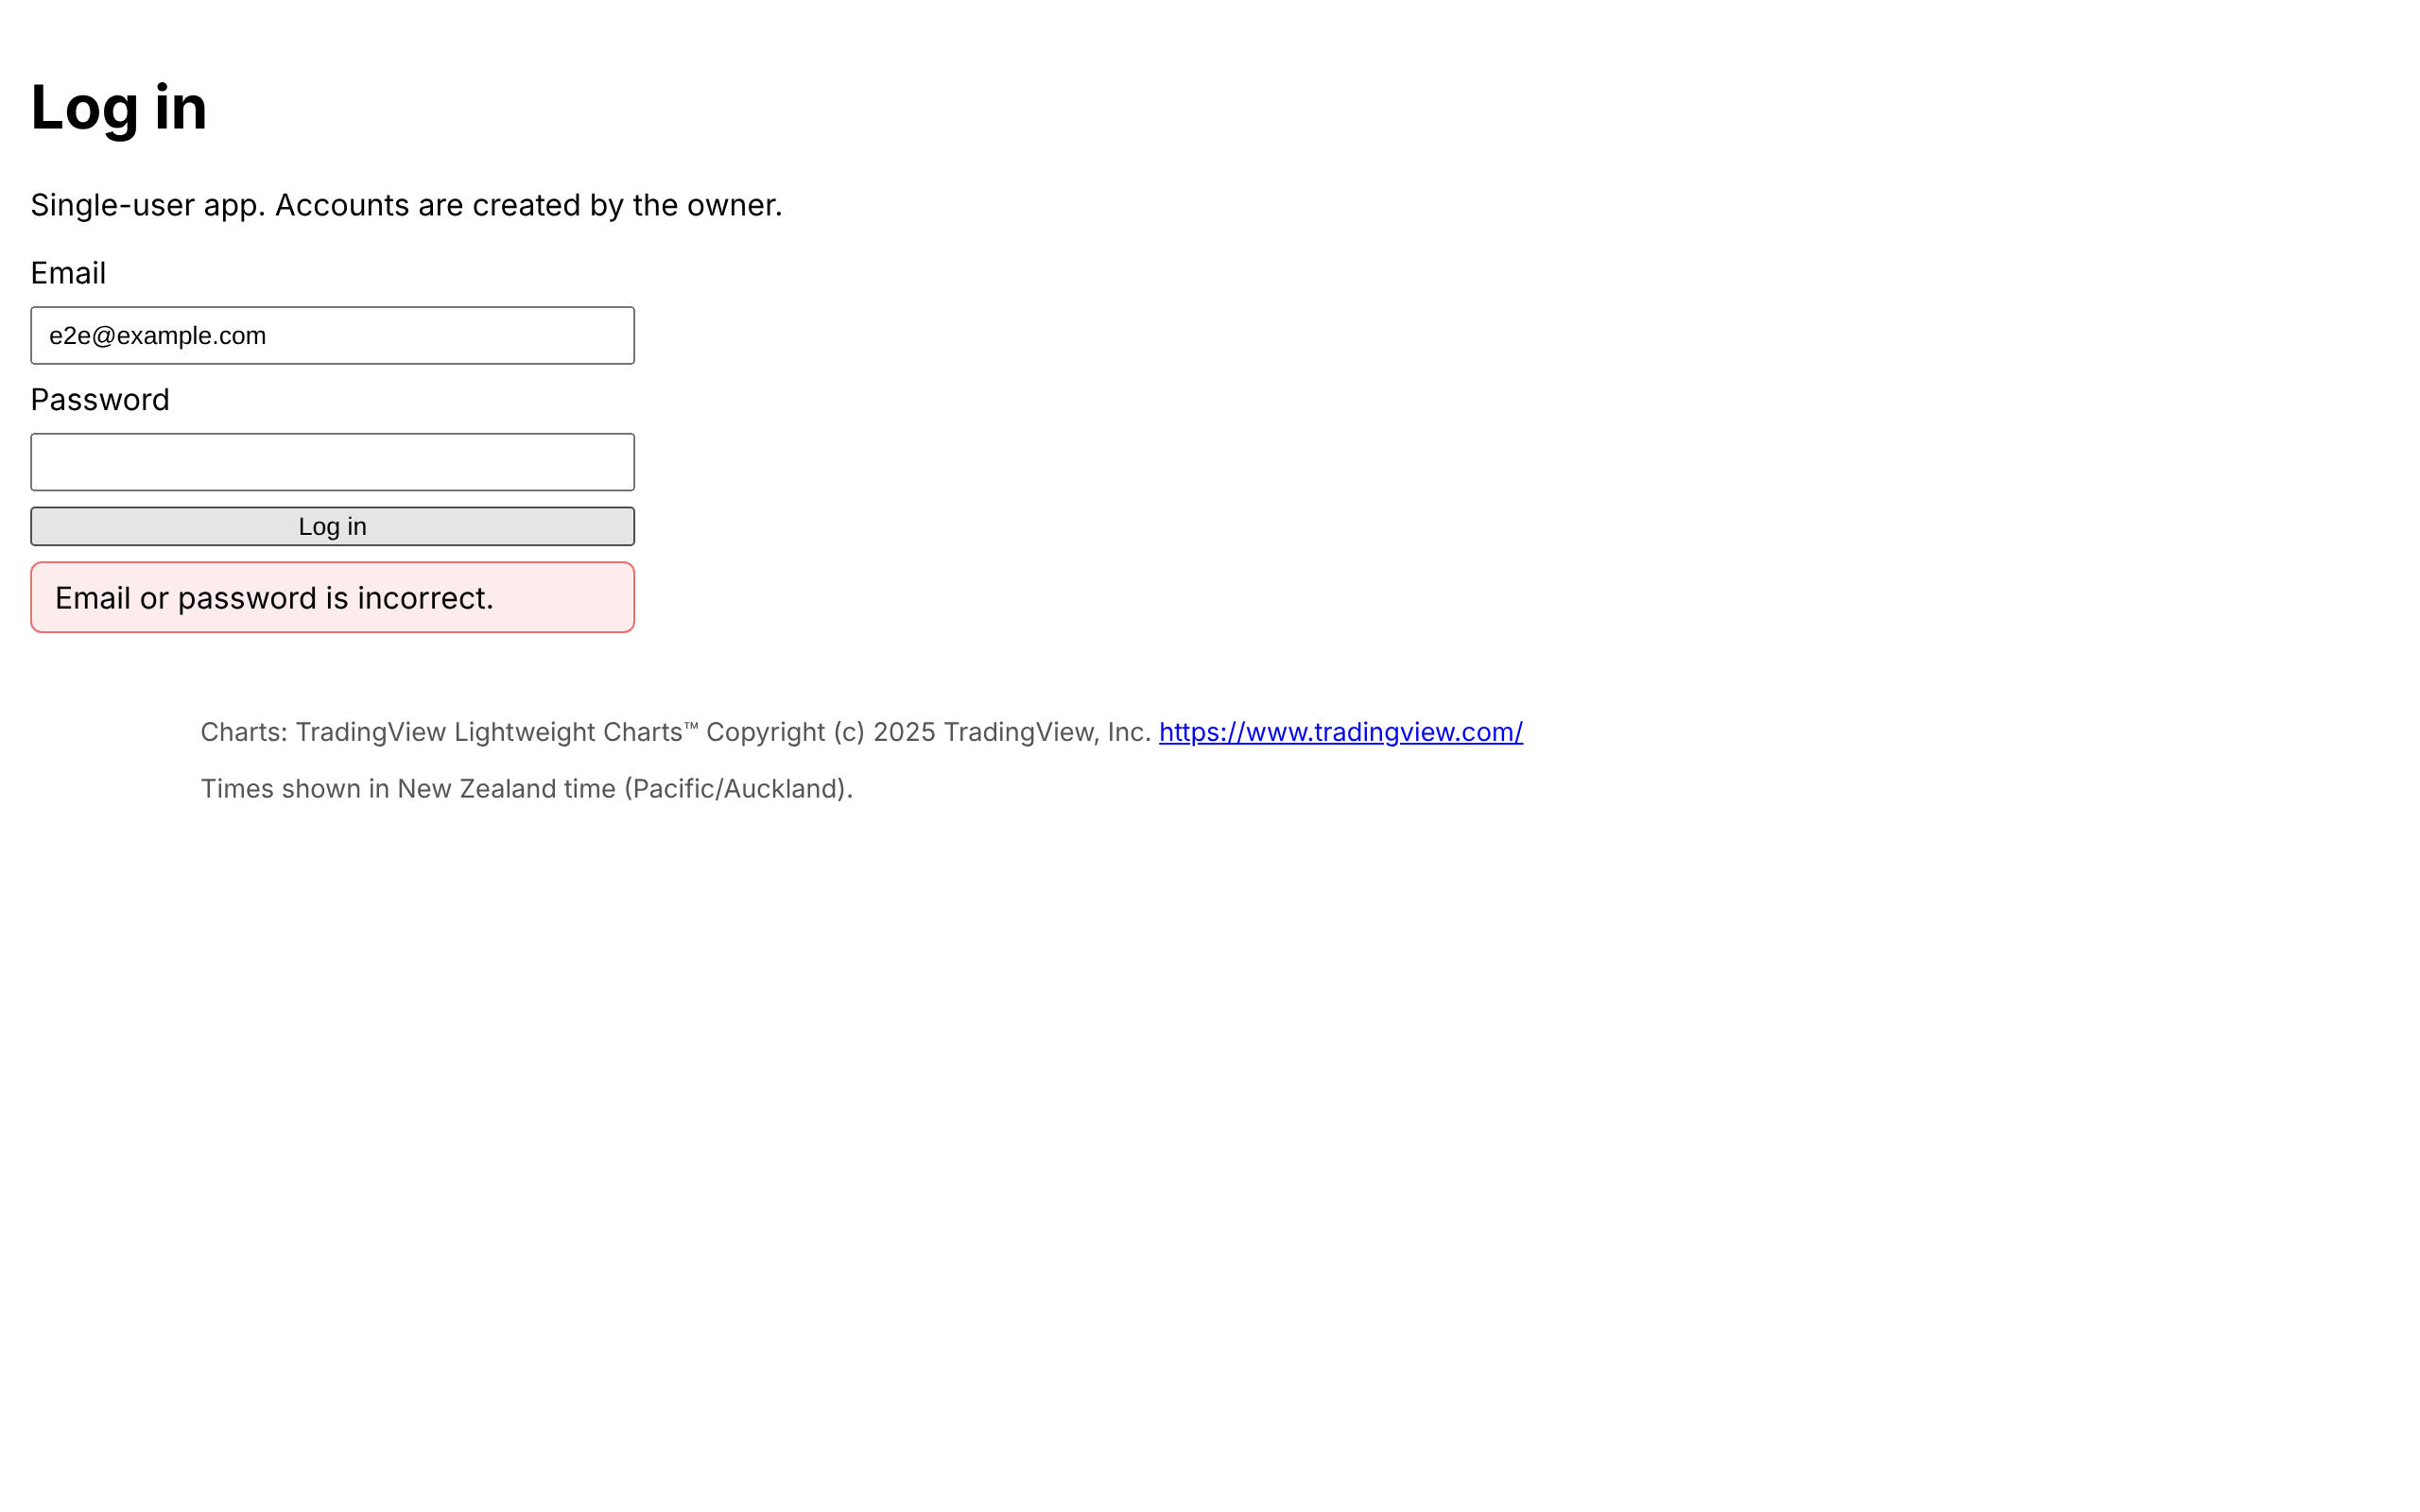 Log in
Single-user app. Accounts are created by the owner.
Email
e2e@example.com
Password
Log in
Email or password is incorrect.
Charts: TradingView Lightweight Charts™ Copyright (c) 2025 TradingView, Inc. https://www.tradingview.com/
Times shown in New Zealand time (Pacific/Auckland).